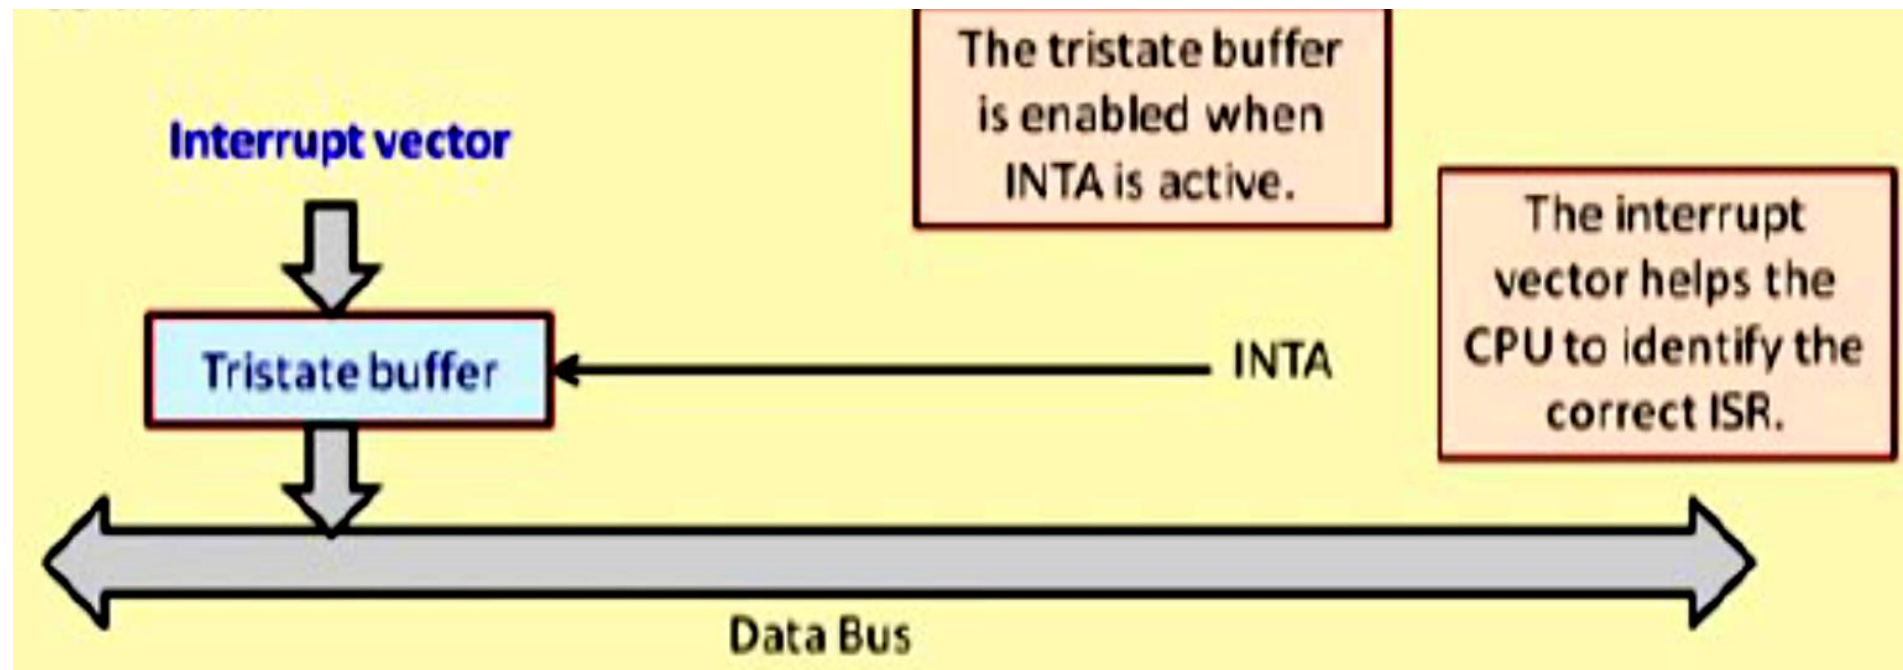 The tristate buffer
is enabled when
INTA is active.
Interrupt vector
The interrupt
vector helps the
CPU to identify the
correct ISR.
Tristate buffer
INTA
Data Bus